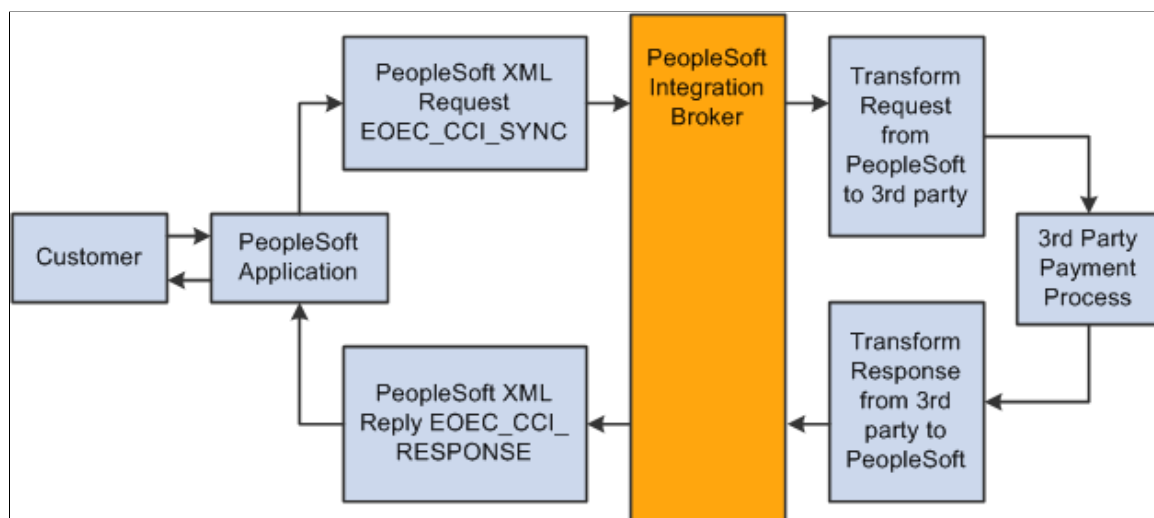 PeopleSoft XML
Request
EOEC_CCI_SYNC
PeopleSoft
Integration
Broker
Transform
Request
from
PeopleSoft
to 3rd party
Customer
PeopleSoft
Application
3rd Party
Payment
Process
PeopleSoft XML
Reply EOEC_CCI_
RESPONSE
Transform
Response
from 3rd
party to
PeopleSoft